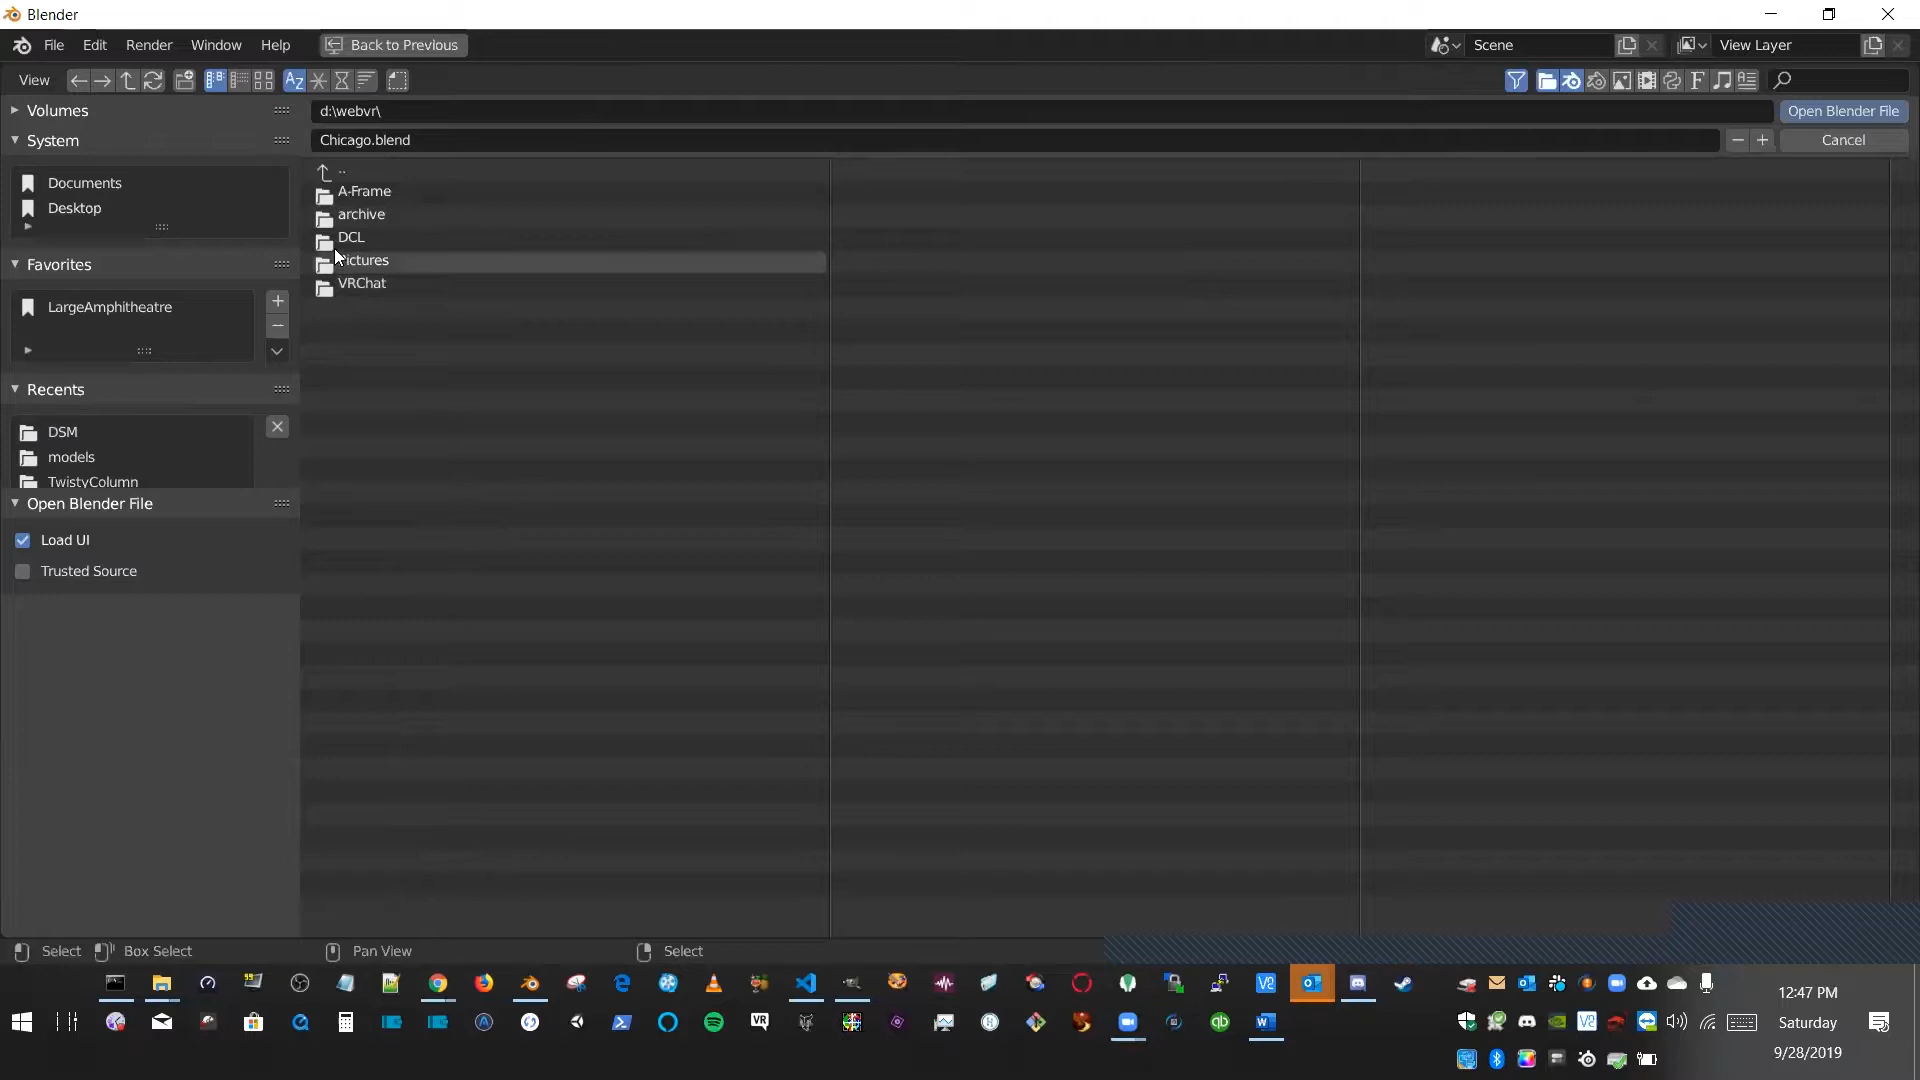 Blender
File Edit Render Window Help Back to Previous Scene View Layer
View
Volumes d:\webvr\ Open Blender File
System Chicago.blend Cancel
..
Documents
Desktop
A-Frame
archive
DCL
Pictures
VRChat
Favorites
LargeAmphitheatre
Recents
DSM
models
TwistyColumn
Open Blender File
Load UI
Trusted Source
Select Box Select Pan View Select
12:47 PM
Saturday
9/28/2019